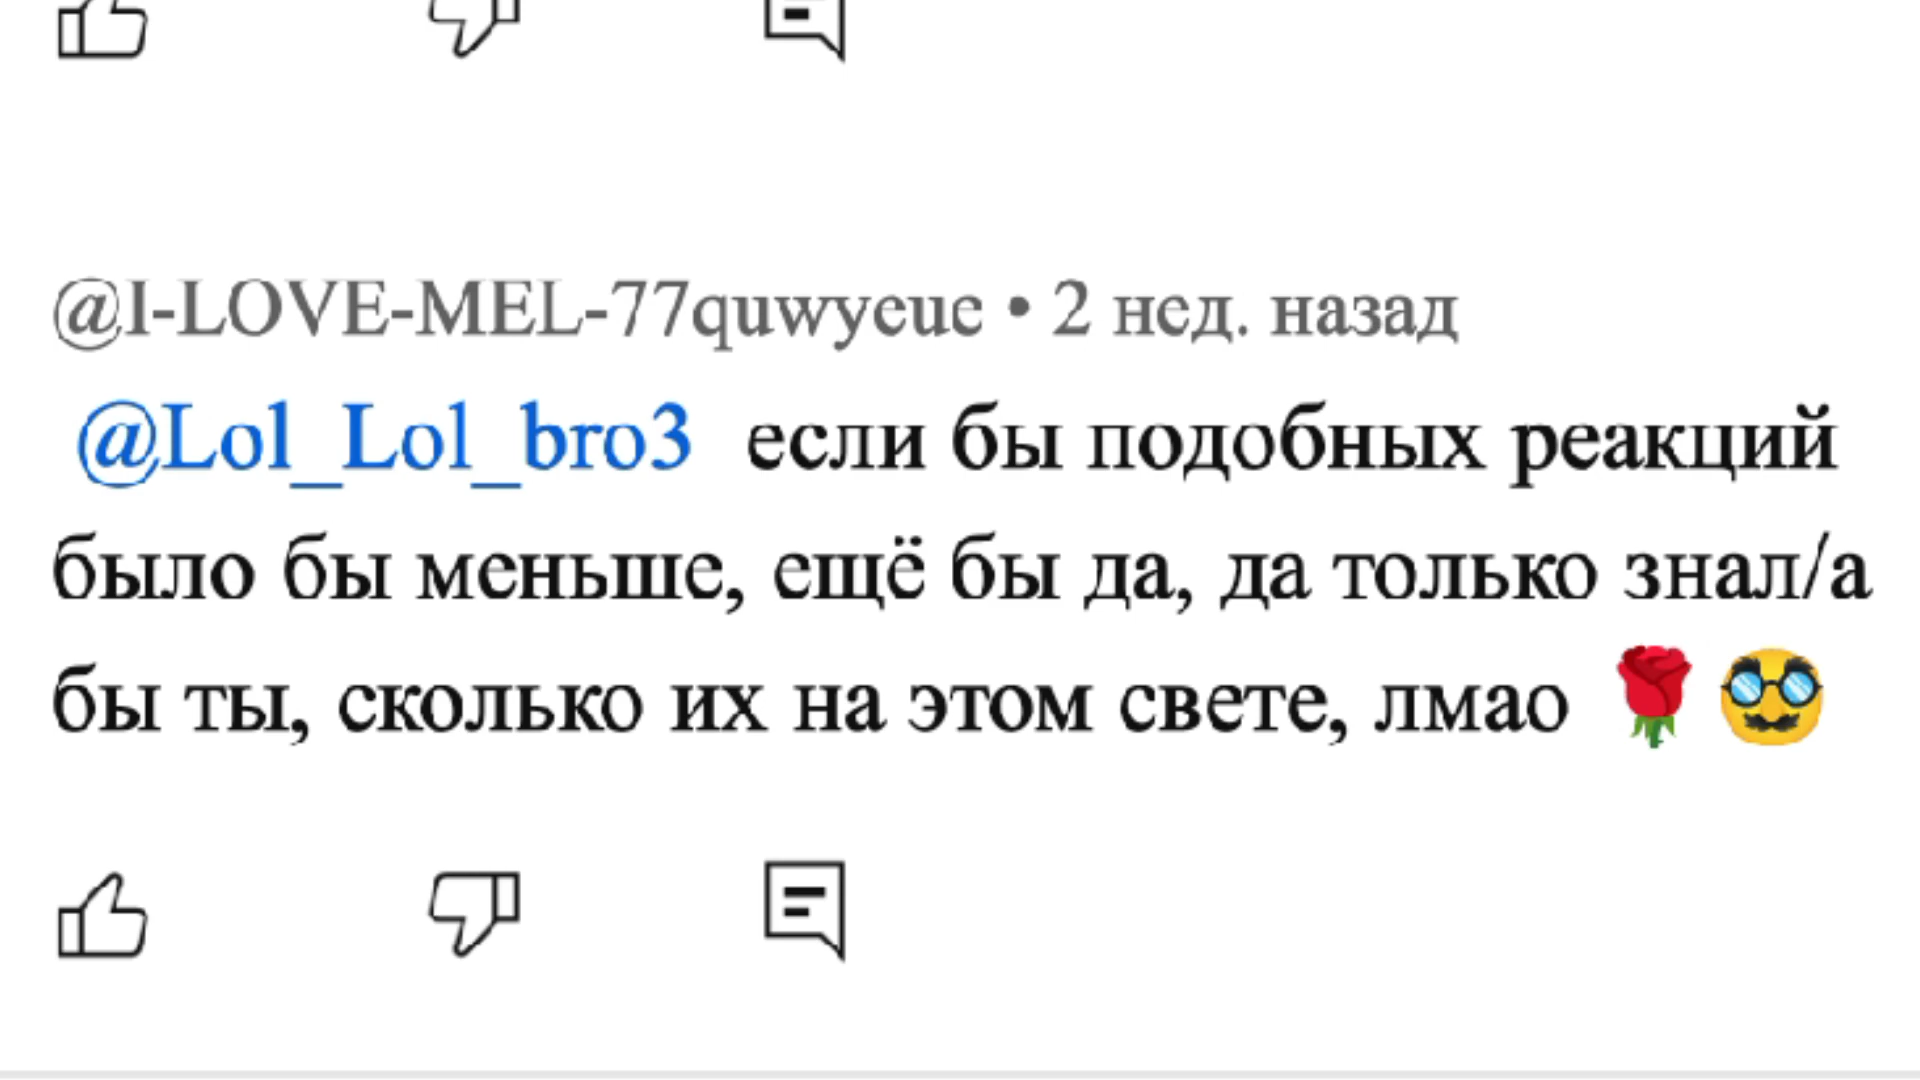 @I-LOVE-MEL-77quwyeue • 2 нед. назад
@Lol_Lol_bro3 если бы подобных реакций
было бы меньше, ещё бы да, да только знал/а
бы ты, сколько их на этом свете, лмао 🌹🥸